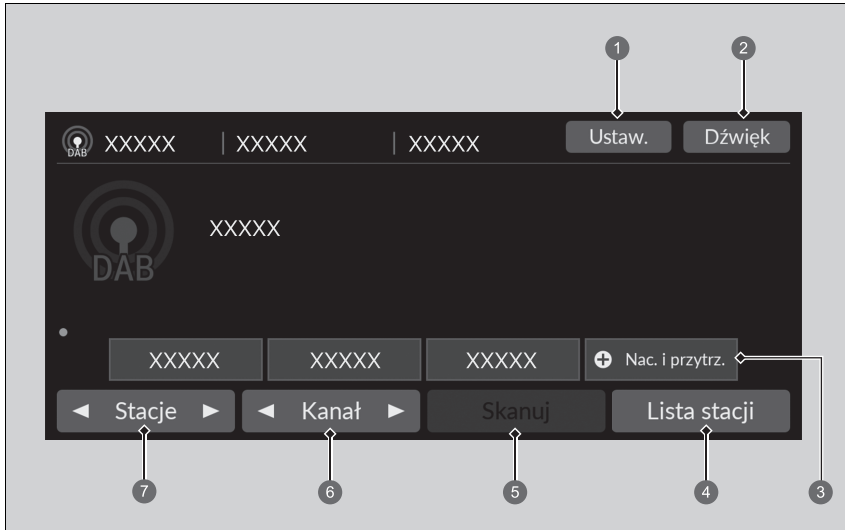 1 2
DAB XXXXX | XXXXX | XXXXX Ustaw. Dźwięk
XXXXX
DAB
XXXXX XXXXX XXXXX Nac. i przytrz.
◄ Stacje ► ◄ Kanał ► Skanuj Lista stacji
7 6 5 4 3